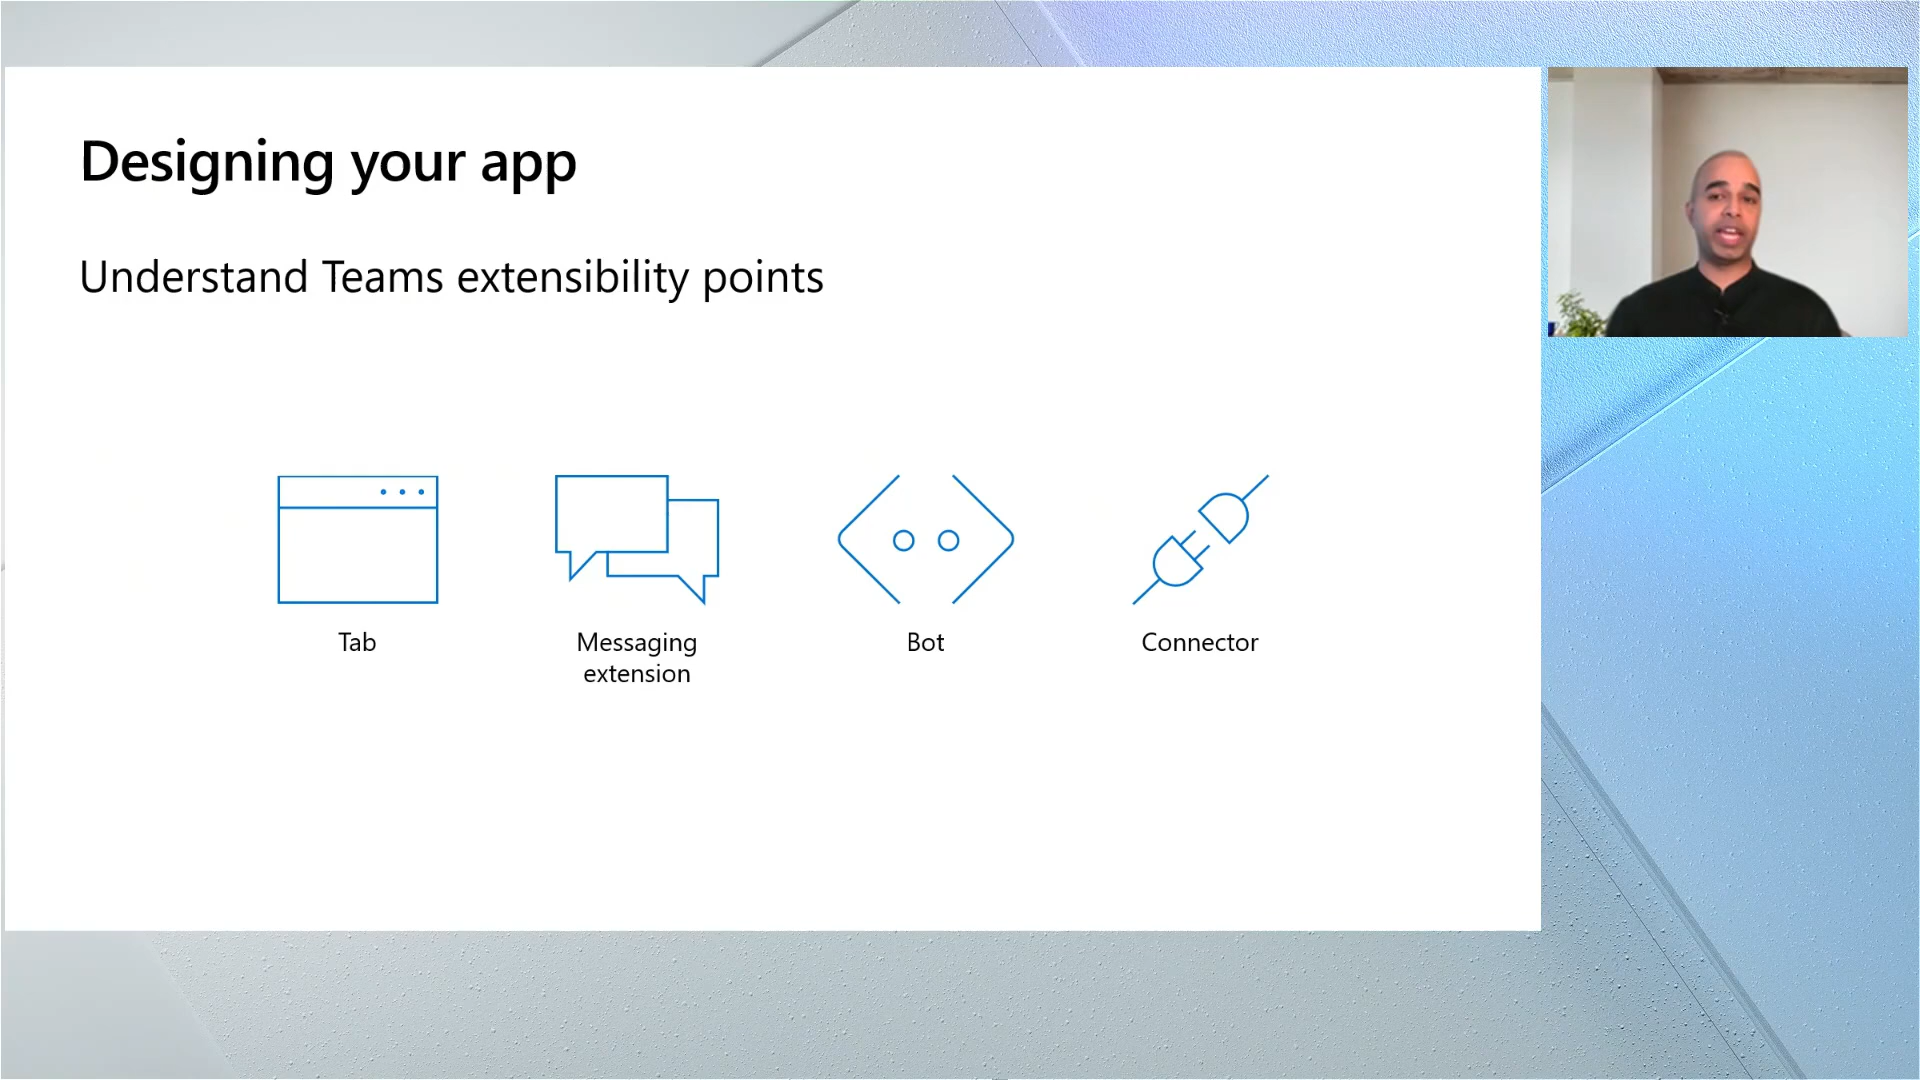 Designing your app
Understand Teams extensibility points
Tab
Messaging
extension
Bot
Connector